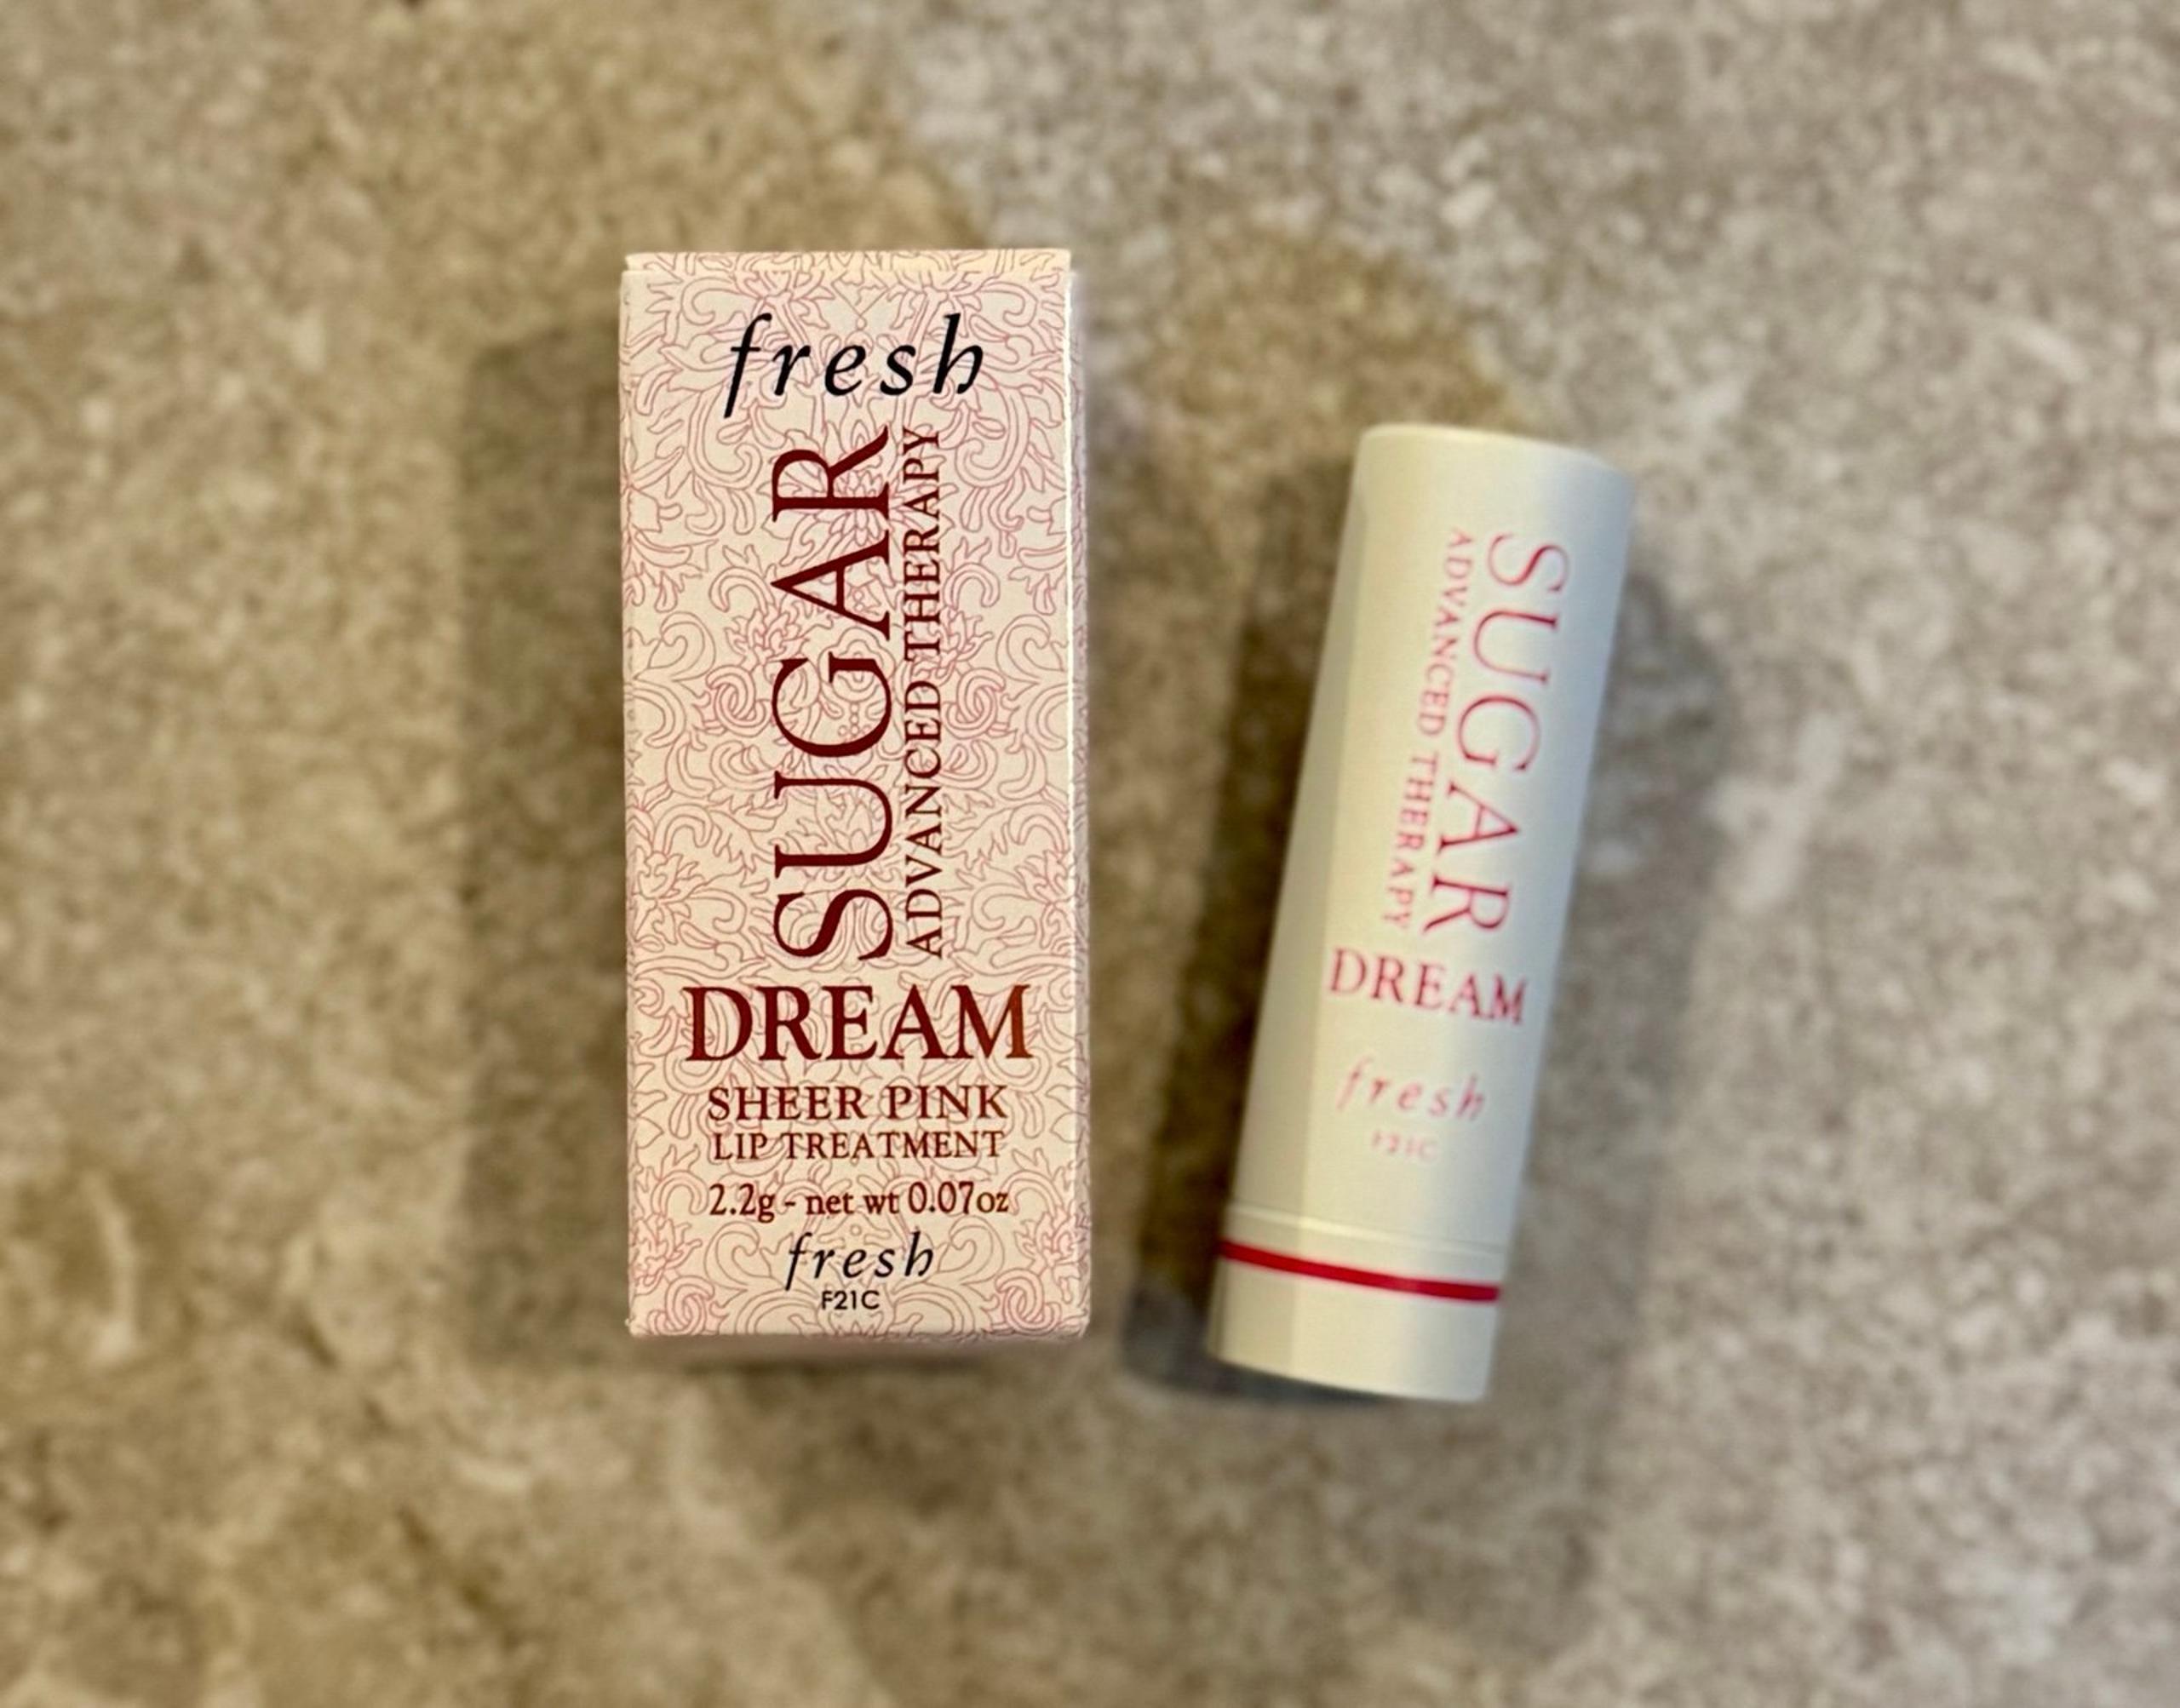 fresh
SUGAR
ADVANCED THERAPY
DREAM
SHEER PINK
LIP TREATMENT
2.2g - net wt 0.07oz
fresh
F21C
SUGAR
ADVANCED THERAPY
DREAM
fresh
F21C